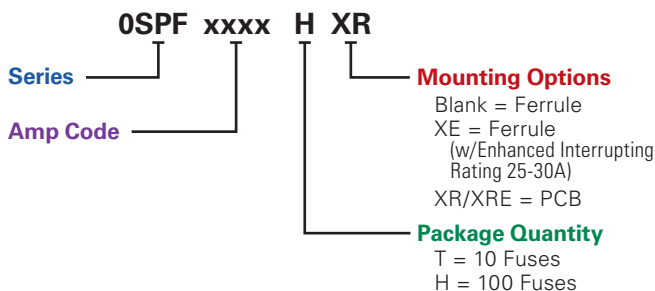 0SPF xxxx H XR
Series
Amp Code
Mounting Options
Blank = Ferrule
XE = Ferrule
(w/Enhanced Interrupting
Rating 25-30A)
XR/XRE = PCB
Package Quantity
T = 10 Fuses
H = 100 Fuses